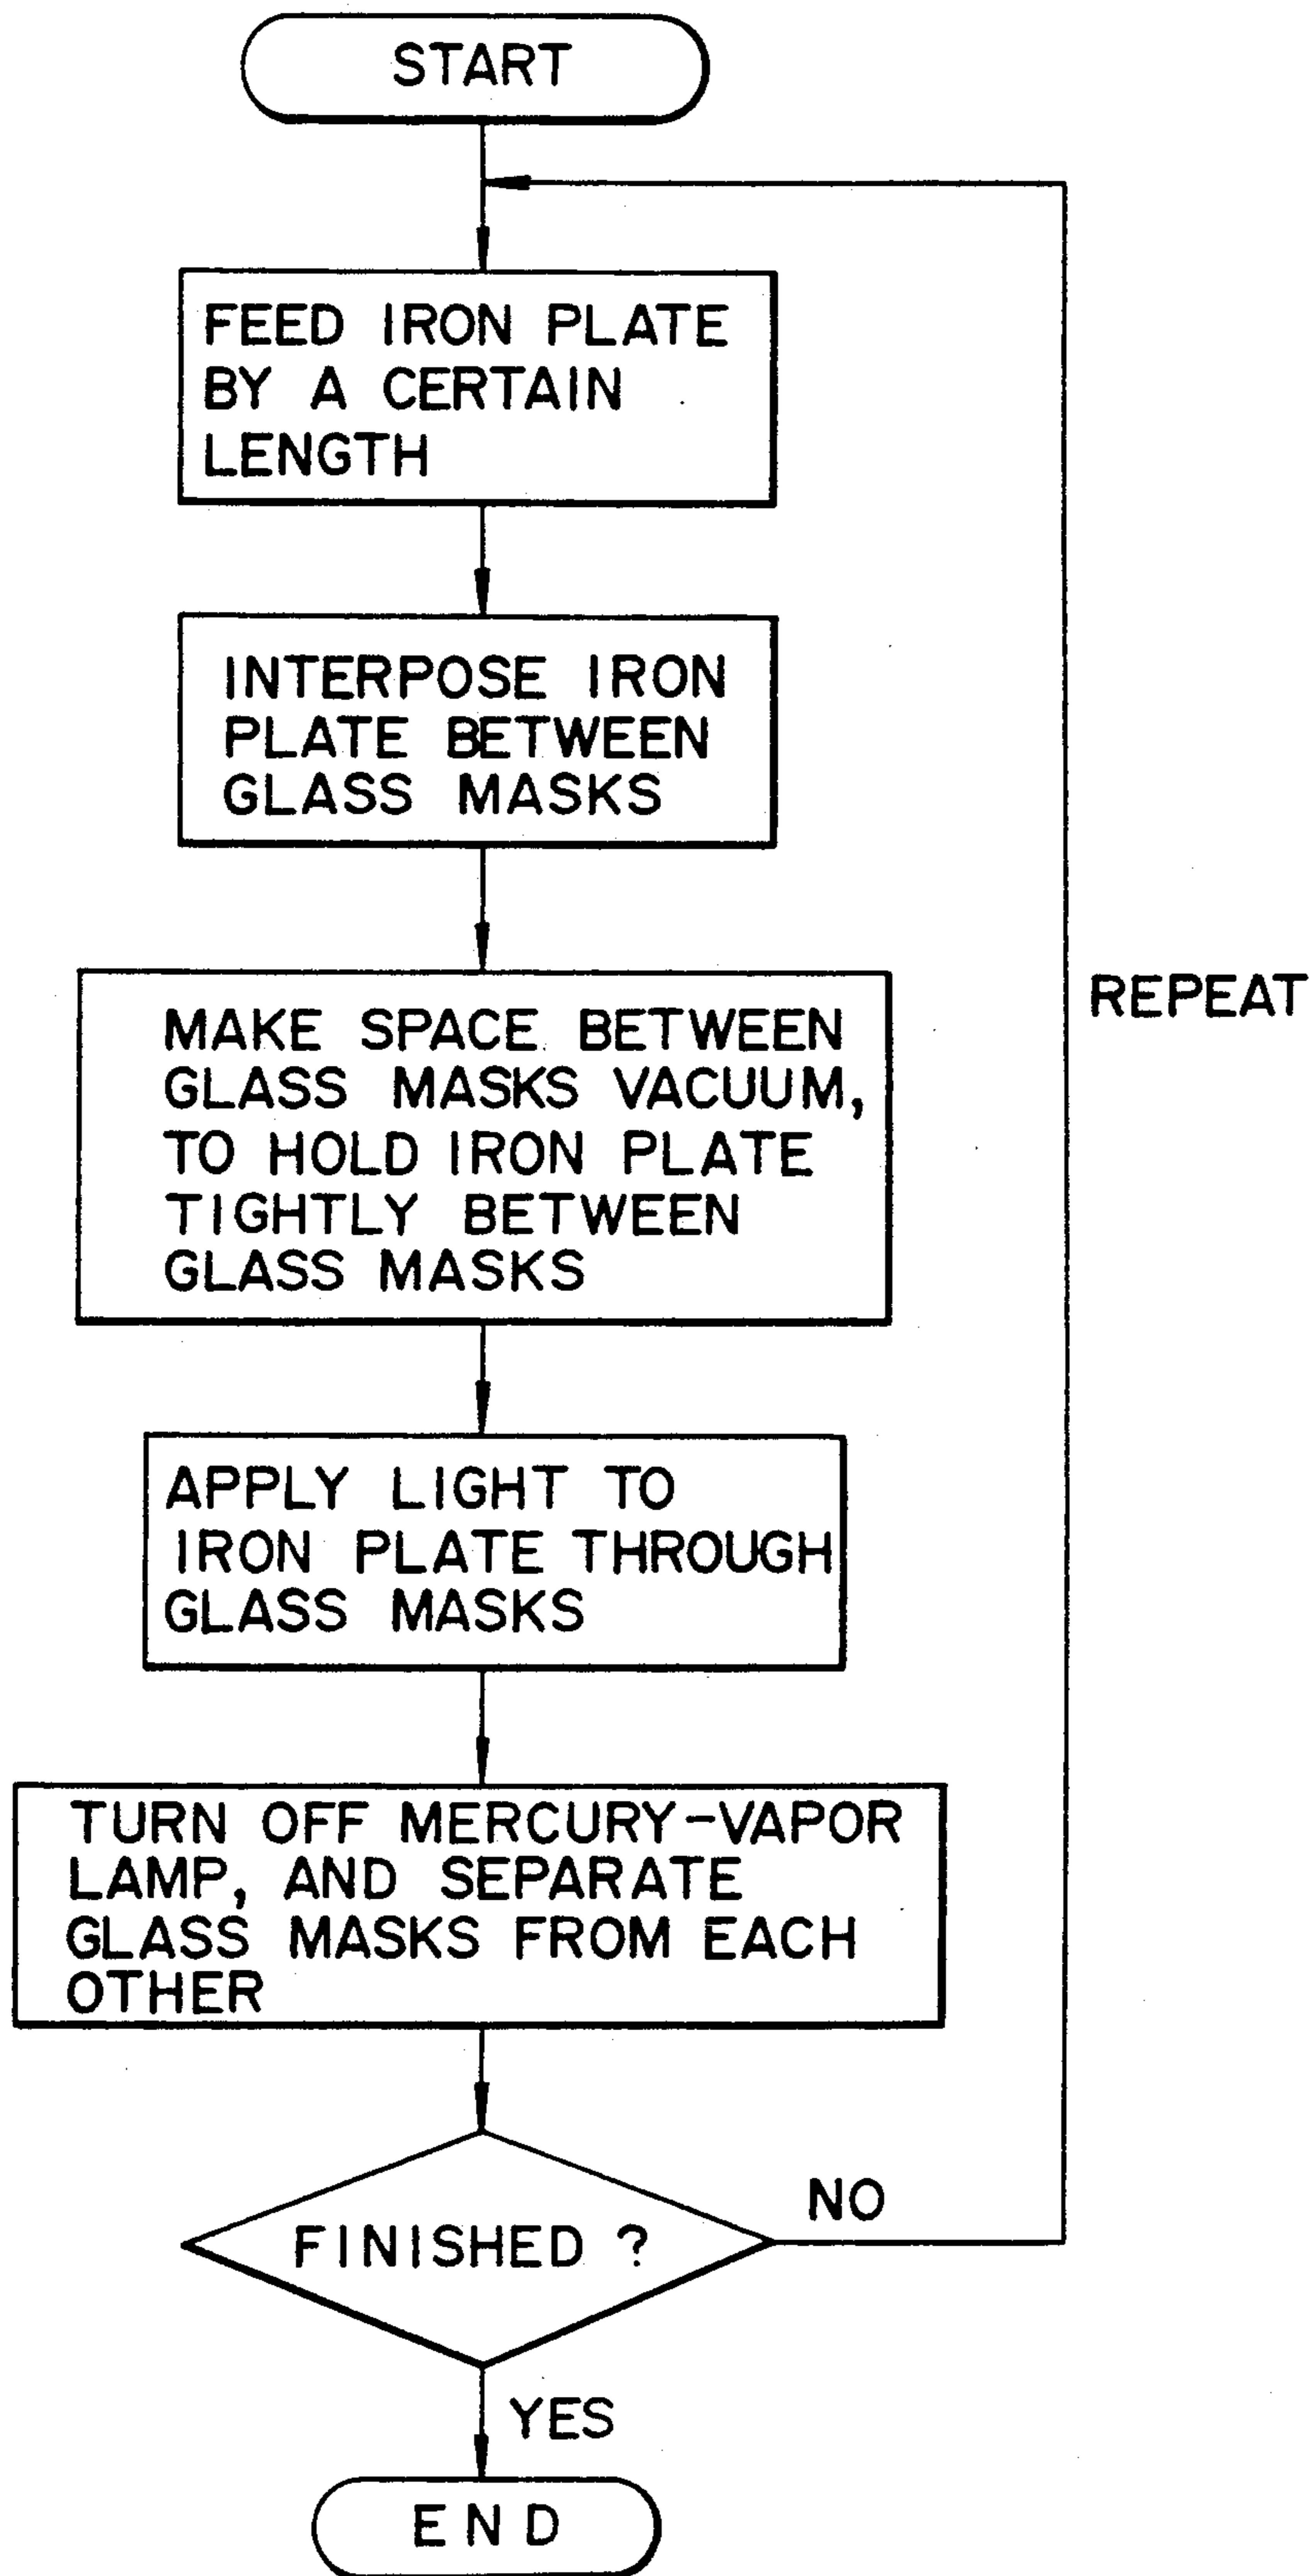 START
FEED IRON PLATE
BY A CERTAIN
LENGTH
INTERPOSE IRON
PLATE BETWEEN
GLASS MASKS
MAKE SPACE BETWEEN
GLASS MASKS VACUUM,
TO HOLD IRON PLATE
TIGHTLY BETWEEN
GLASS MASKS
REPEAT
APPLY LIGHT TO
IRON PLATE THROUGH
GLASS MASKS
TURN OFF MERCURY-VAPOR
LAMP, AND SEPARATE
GLASS MASKS FROM EACH
OTHER
FINISHED ?
NO
YES
END